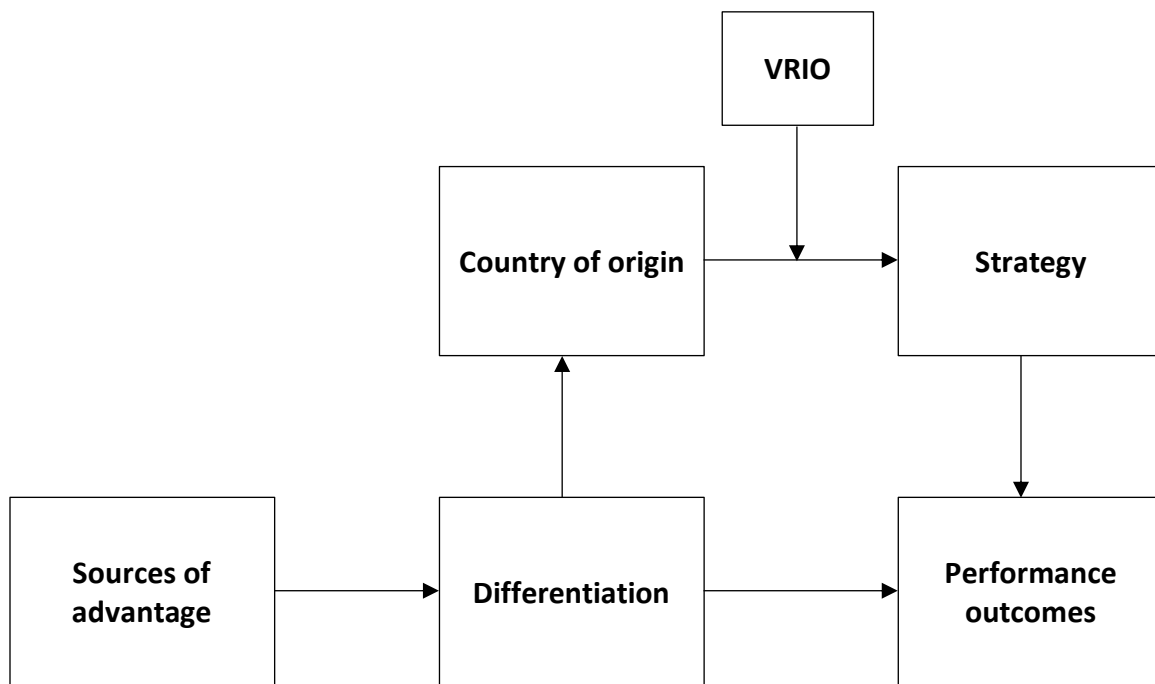 VRIO
Country of origin
Strategy
Sources of
advantage
Differentiation
Performance
outcomes